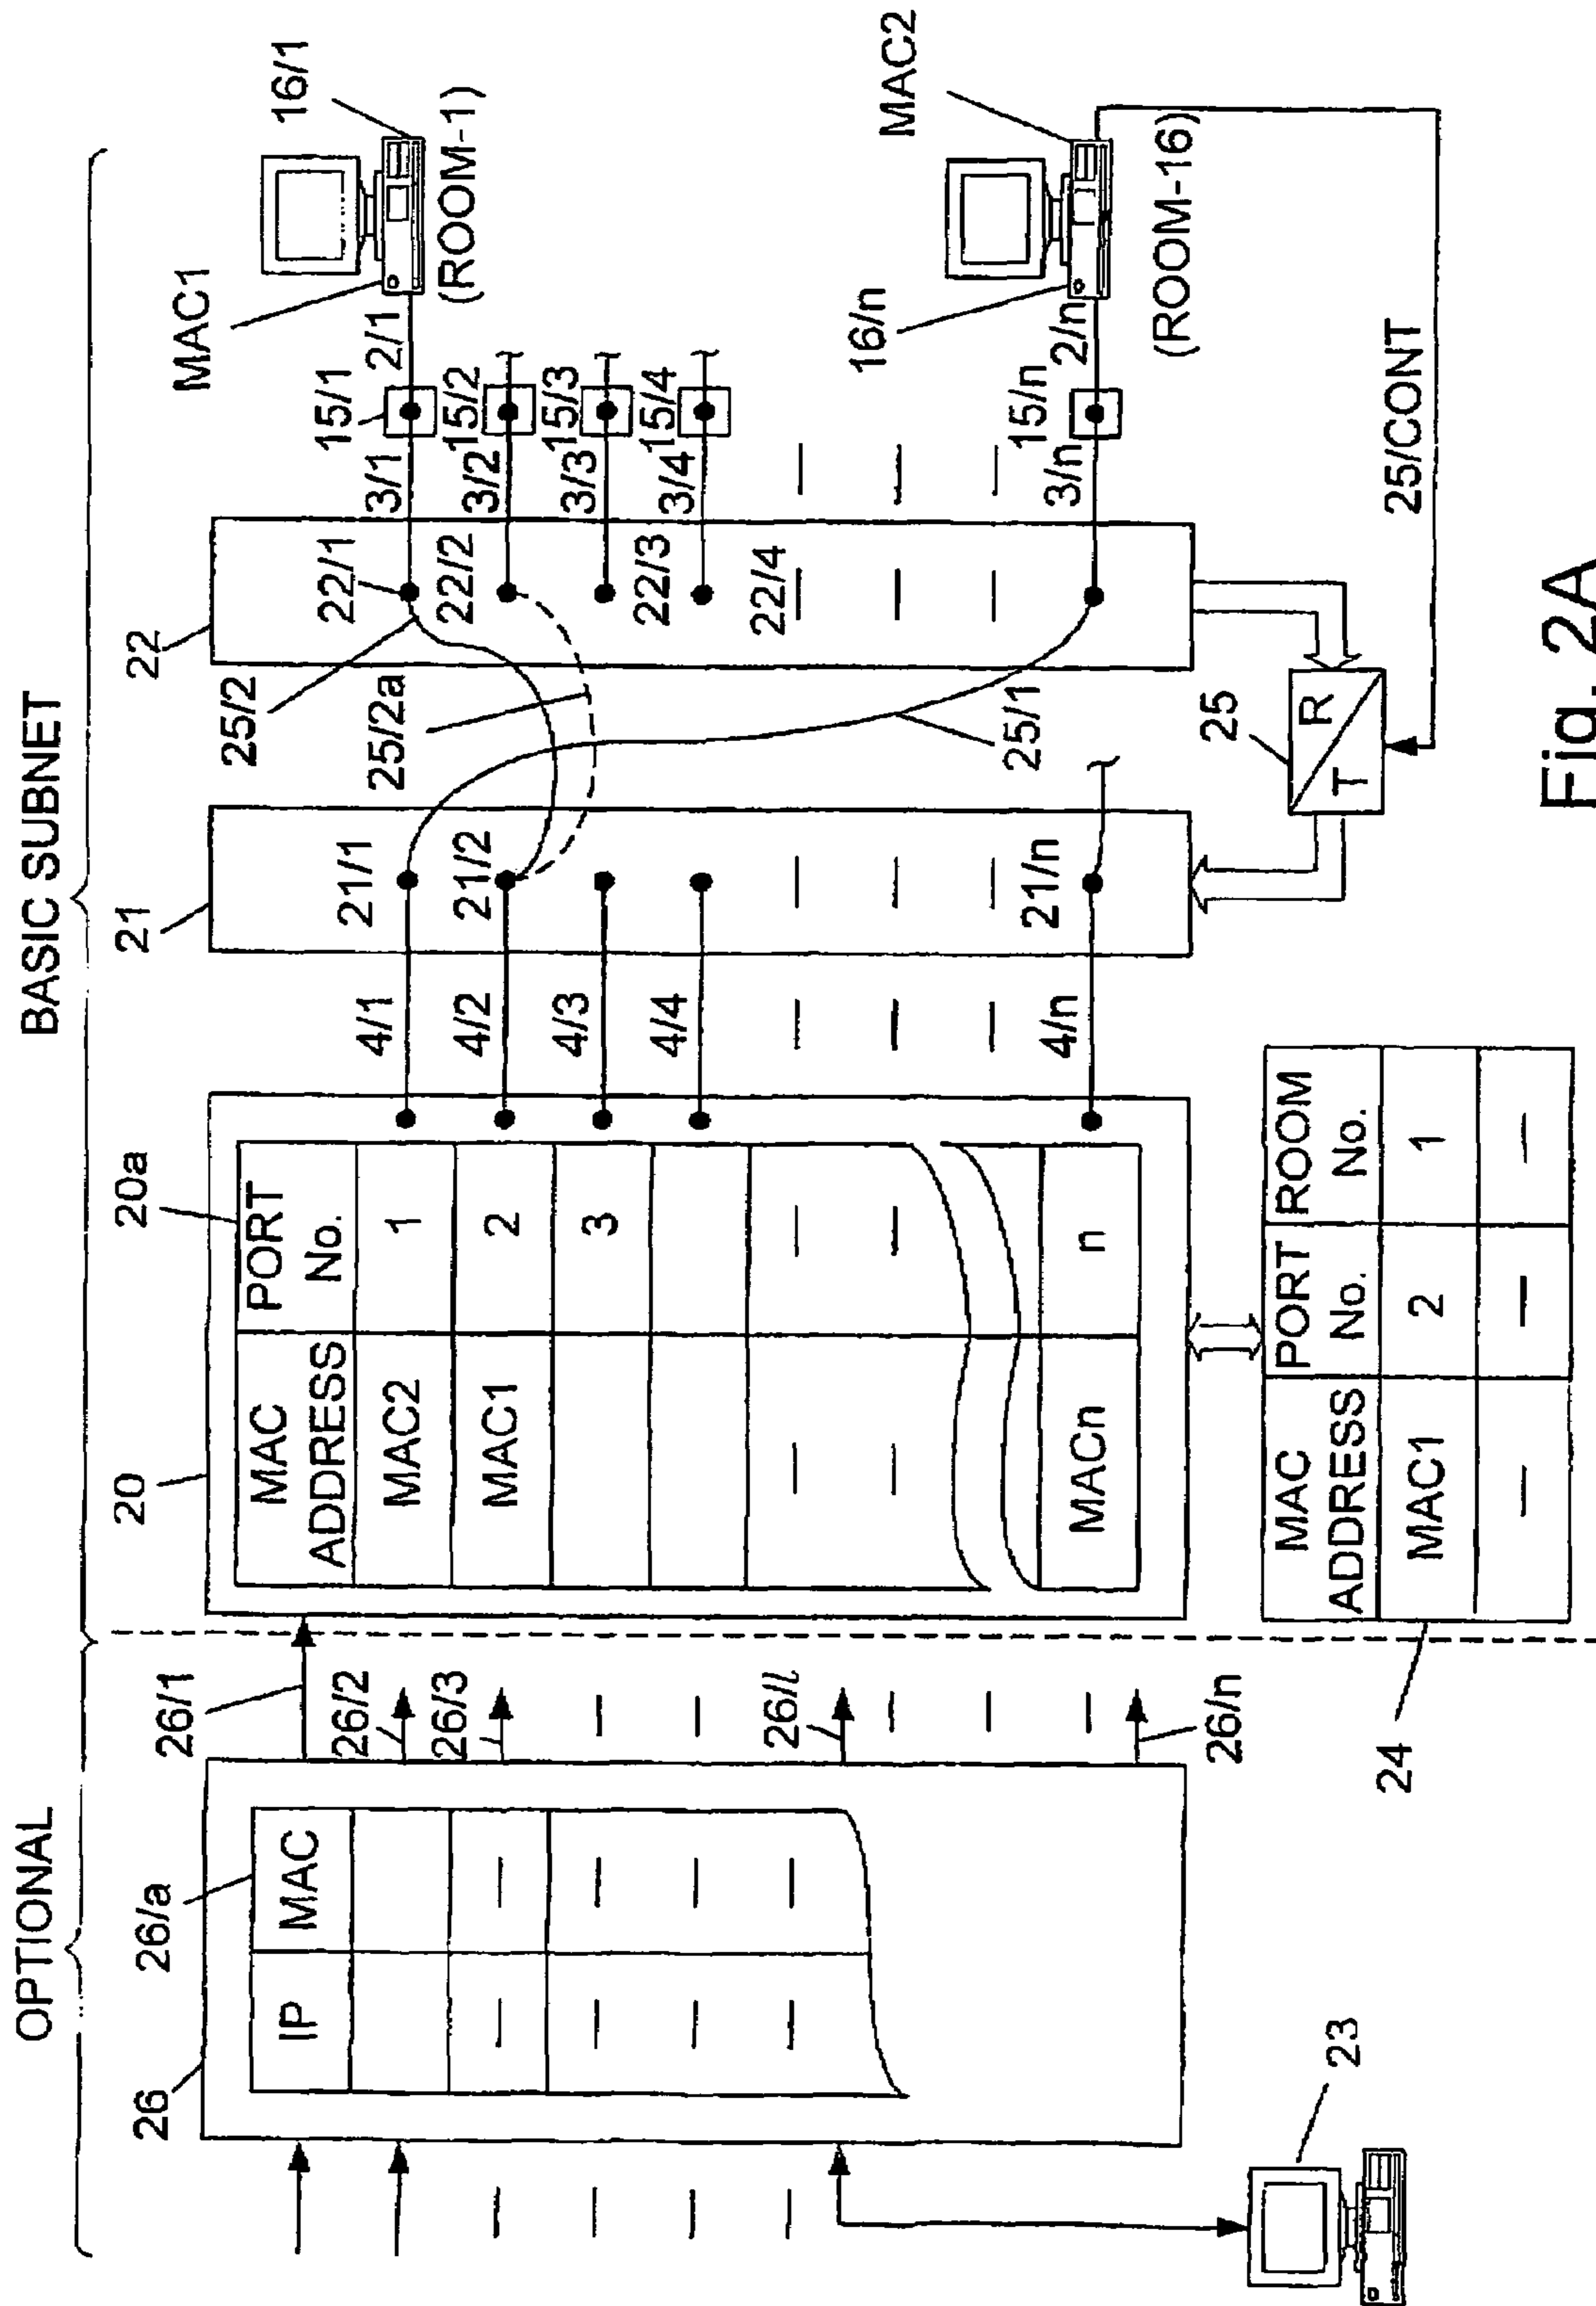 OPTIONAL
BASIC SUBNET
26
26/a
IP
MAC
26/1
26/2
26/3
26/l
26/n
23
20
20a
MAC ADDRESS
PORT No.
MAC2
1
MAC1
2
3
MACn
n
24
MAC ADDRESS
PORT No.
ROOM No.
MAC1
2
1
4/1
4/2
4/3
4/4
4/n
21
21/1
21/2
21/n
25/2
25/2a
25/1
22
22/1
22/2
22/3
22/4
3/1
3/2
3/3
3/4
3/n
15/1
15/2
15/3
15/4
15/n
2/1
2/n
MAC1
16/1
(ROOM-1)
16/n
MAC2
(ROOM-16)
25
T
R
25/CONT
Fig. 2A